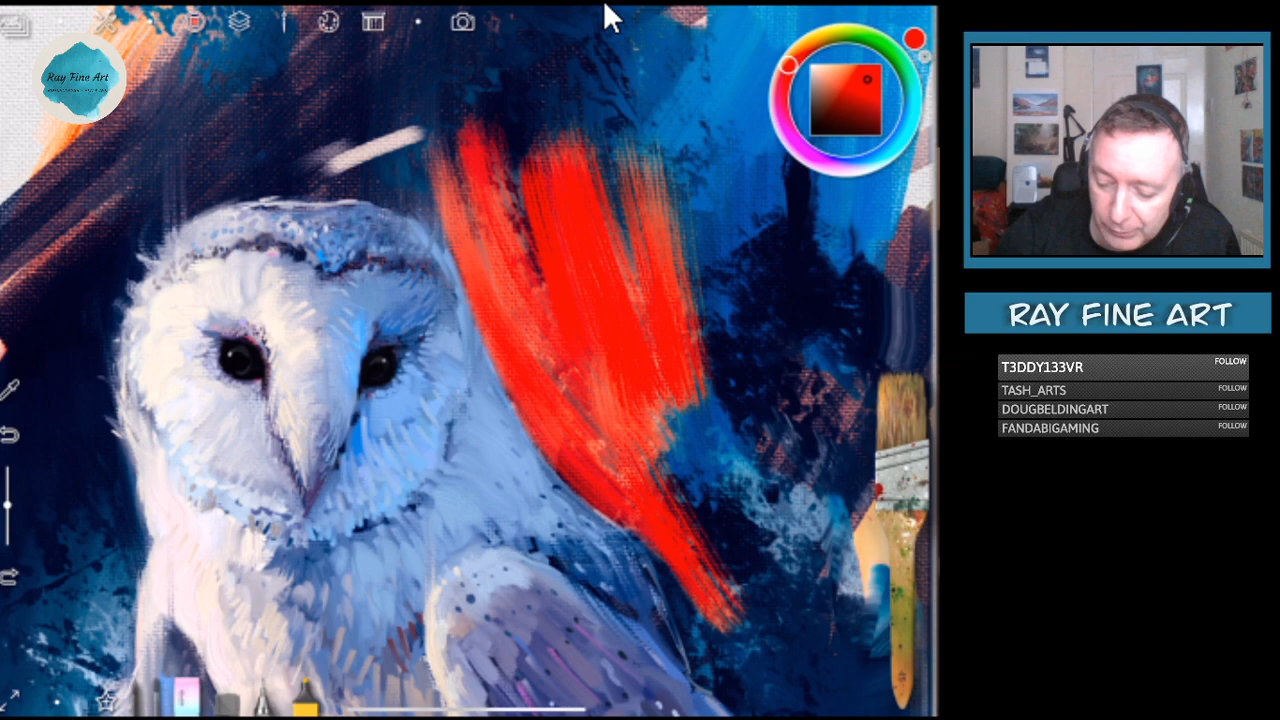 Ray Fine Art
RAY FINE ART
T3DDY133VR FOLLOW
TASH_ARTS FOLLOW
DOUGBELDINGART FOLLOW
FANDABIGAMING FOLLOW